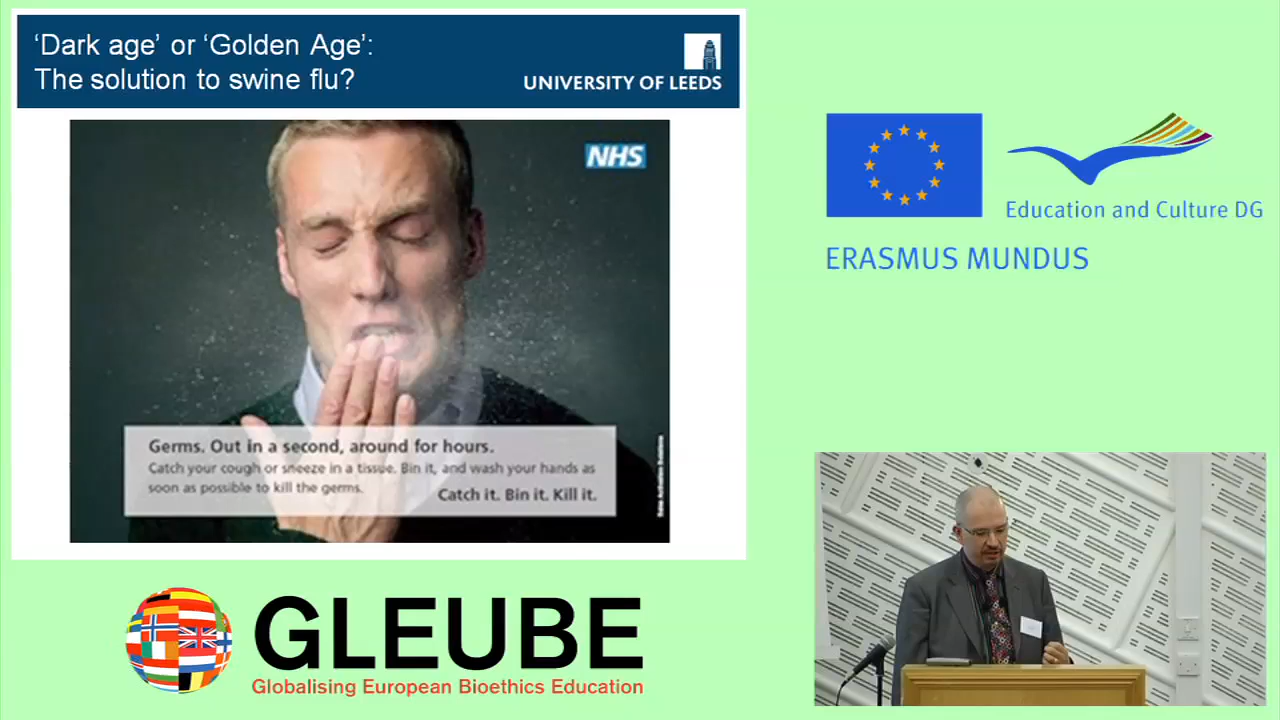 ‘Dark age’ or ‘Golden Age’:
The solution to swine flu?
UNIVERSITY OF LEEDS
NHS
Germs. Out in a second, around for hours.
Catch your cough or sneeze in a tissue. Bin it, and wash your hands as
soon as possible to kill the germs.
Catch it. Bin it. Kill it.
Education and Culture DG
ERASMUS MUNDUS
GLEUBE
Globalising European Bioethics Education